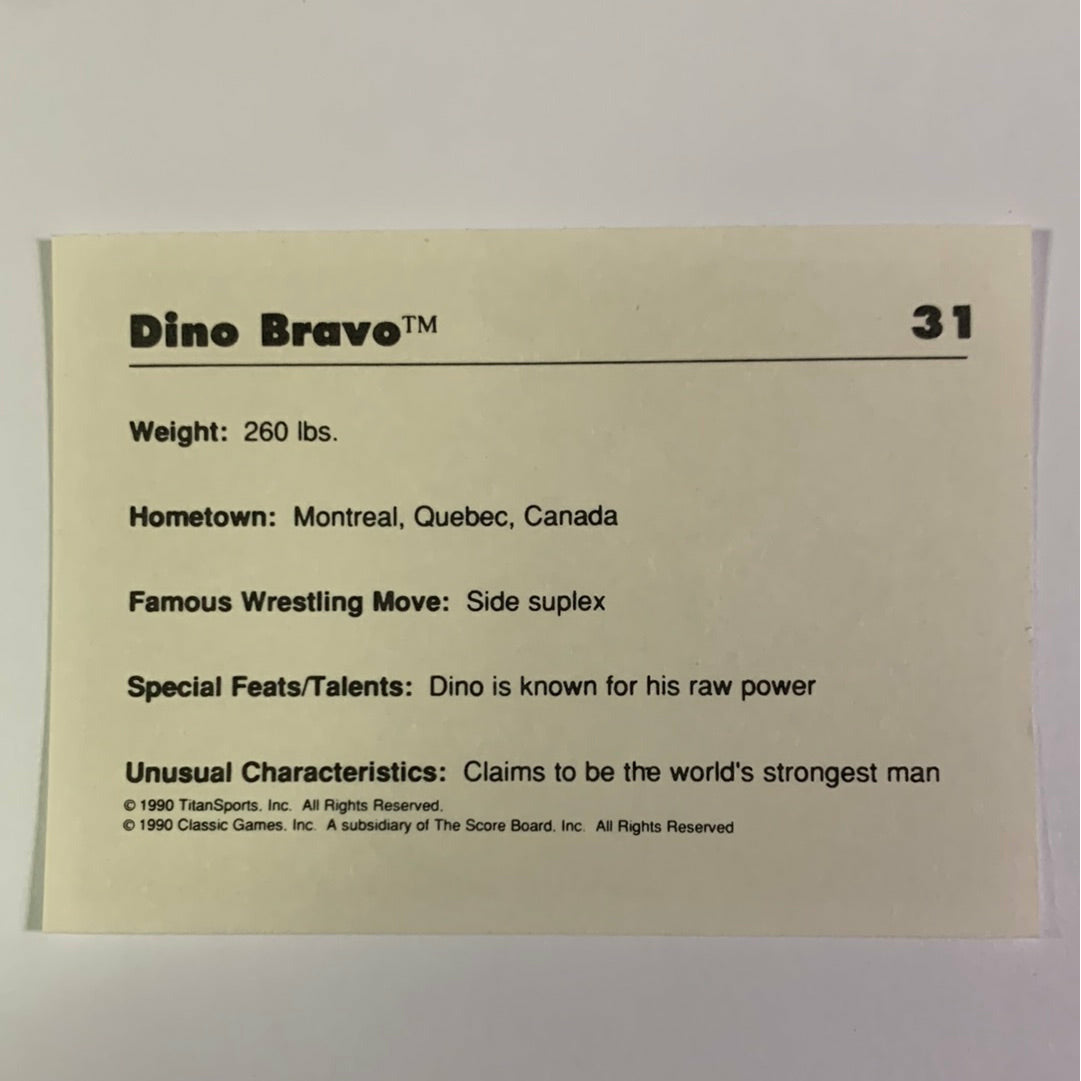 Dino Bravo™ 31
Weight: 260 lbs.
Hometown: Montreal, Quebec, Canada
Famous Wrestling Move: Side suplex
Special Feats/Talents: Dino is known for his raw power
Unusual Characteristics: Claims to be the world's strongest man
© 1990 TitanSports, Inc. All Rights Reserved.
© 1990 Classic Games, Inc. A subsidiary of The Score Board, Inc. All Rights Reserved